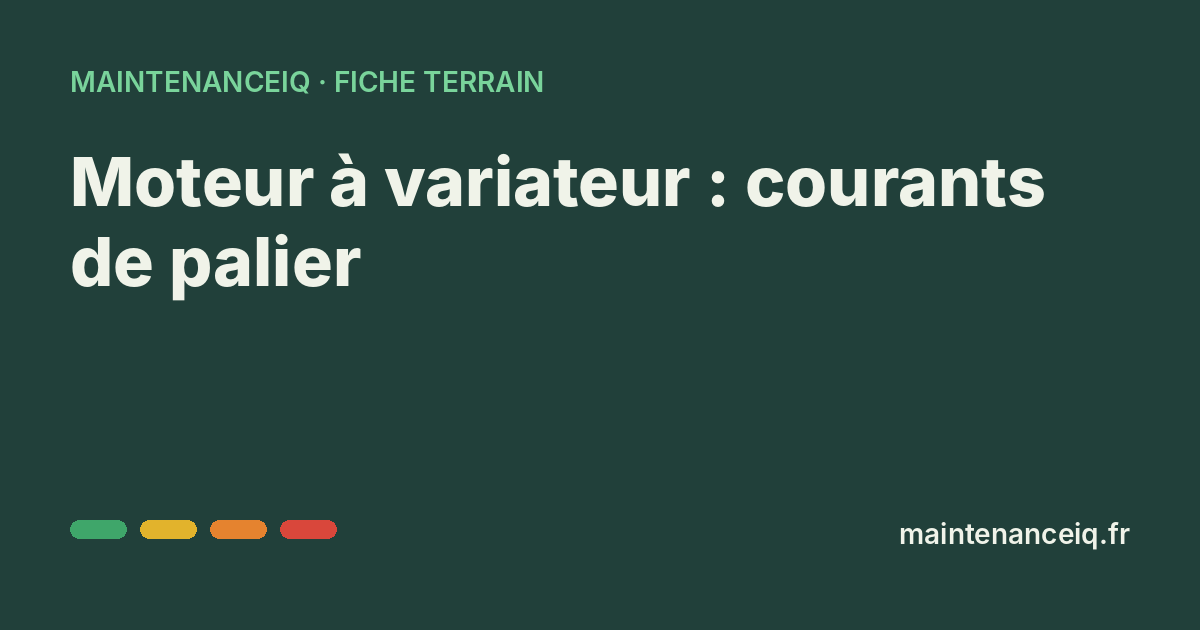 MAINTENANCEIQ · FICHE TERRAIN
Moteur à variateur : courants
de palier
maintenanceiq.fr